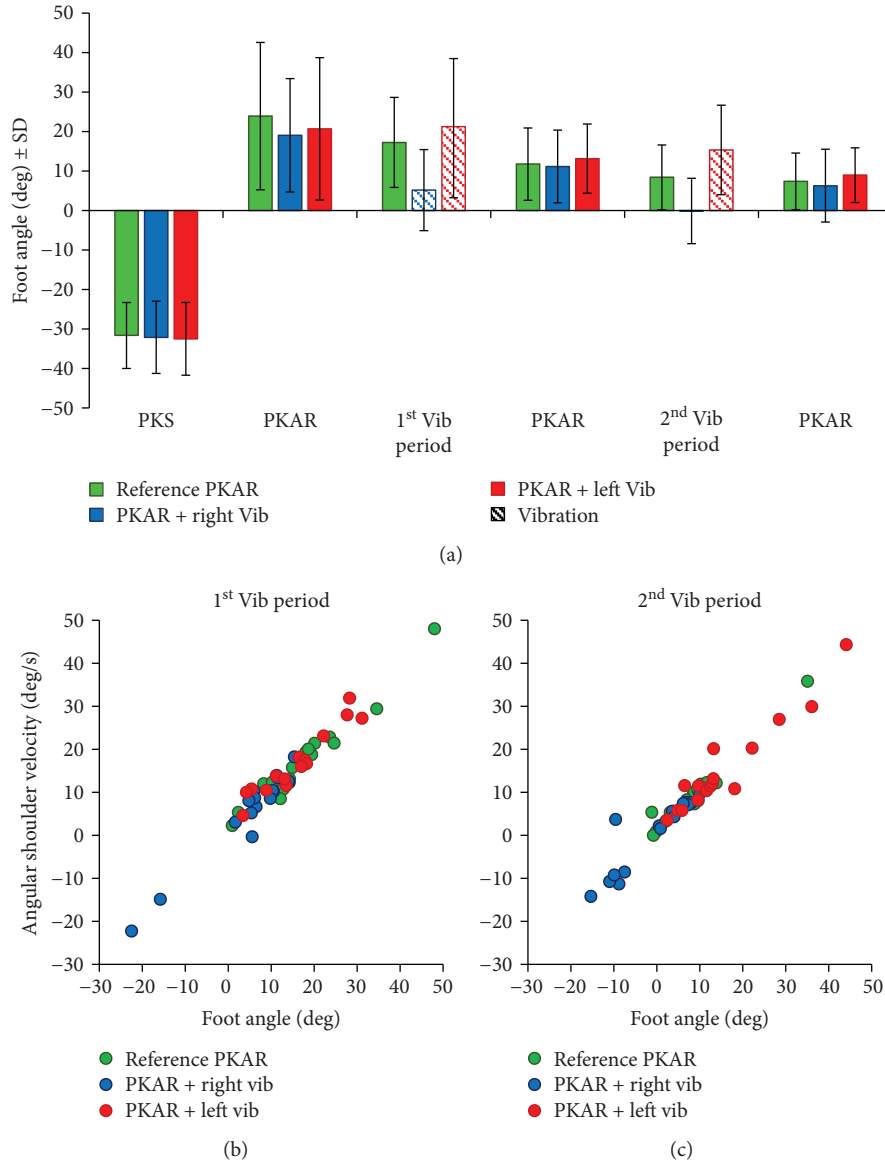 50
40
30
20
10
0
−10
−20
−30
−40
−50
Foot angle (deg) ± SD
PKS
PKAR
1st Vib period
PKAR
2nd Vib period
PKAR
Reference PKAR
PKAR + right Vib
PKAR + left Vib
Vibration
(a)
1st Vib period
50
40
30
20
10
0
−10
−20
−30
Angular shoulder velocity (deg/s)
−30 −20 −10 0 10 20 30 40 50
Foot angle (deg)
Reference PKAR
PKAR + right vib
PKAR + left vib
(b)
2nd Vib period
50
40
30
20
10
0
−10
−20
−30
−30 −20 −10 0 10 20 30 40 50
Foot angle (deg)
Reference PKAR
PKAR + right vib
PKAR + left vib
(c)